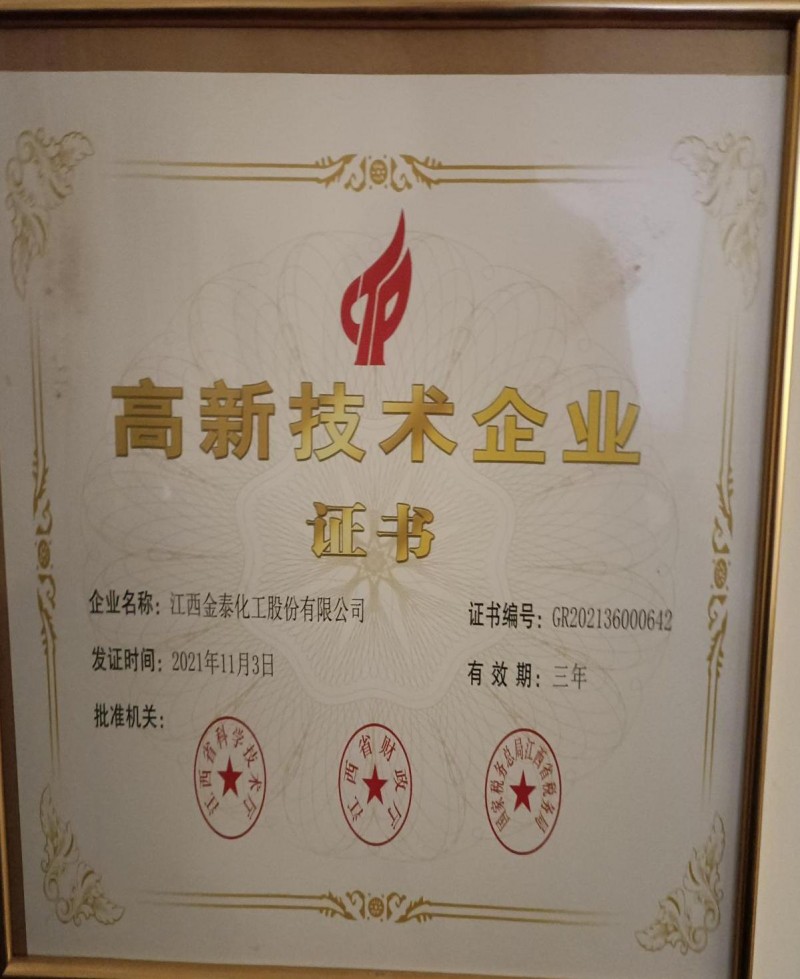 高新技术企业
证书
企业名称：江西金泰化工股份有限公司
证书编号：GR202136000642
发证时间：2021年11月3日
有效期：三年
批准机关：
江西省科学技术厅
江西省财政厅
国家税务总局江西省税务局